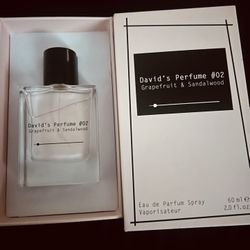 David's Perfume #02
Grapefruit & Sandalwood
David's Perfume #02
Grapefruit & Sandalwood
Eau de Parfum Spray
Vaporisateur
60 ml ℮
2.0 fl.oz.